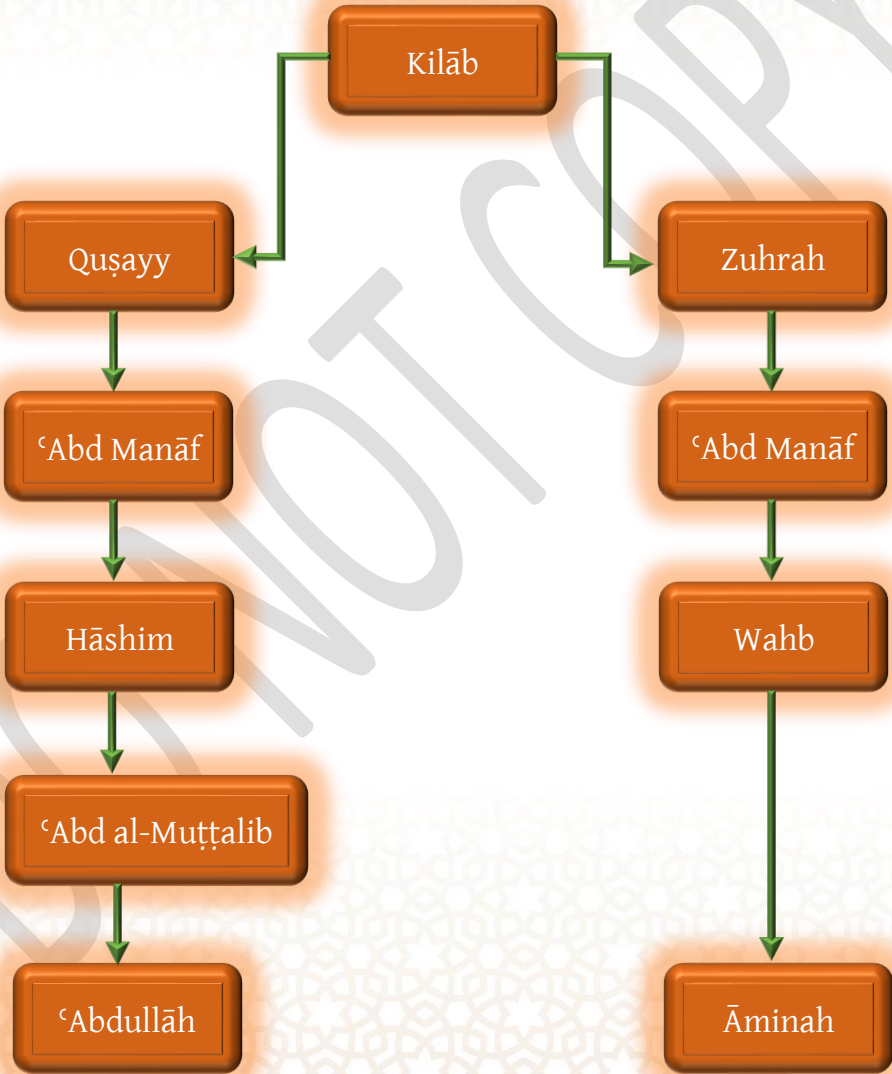 Kilāb
Quṣayy
Zuhrah
ʿAbd Manāf
ʿAbd Manāf
Hāshim
Wahb
ʿAbd al-Muṭṭalib
ʿAbdullāh
Āminah
DO NOT COPY